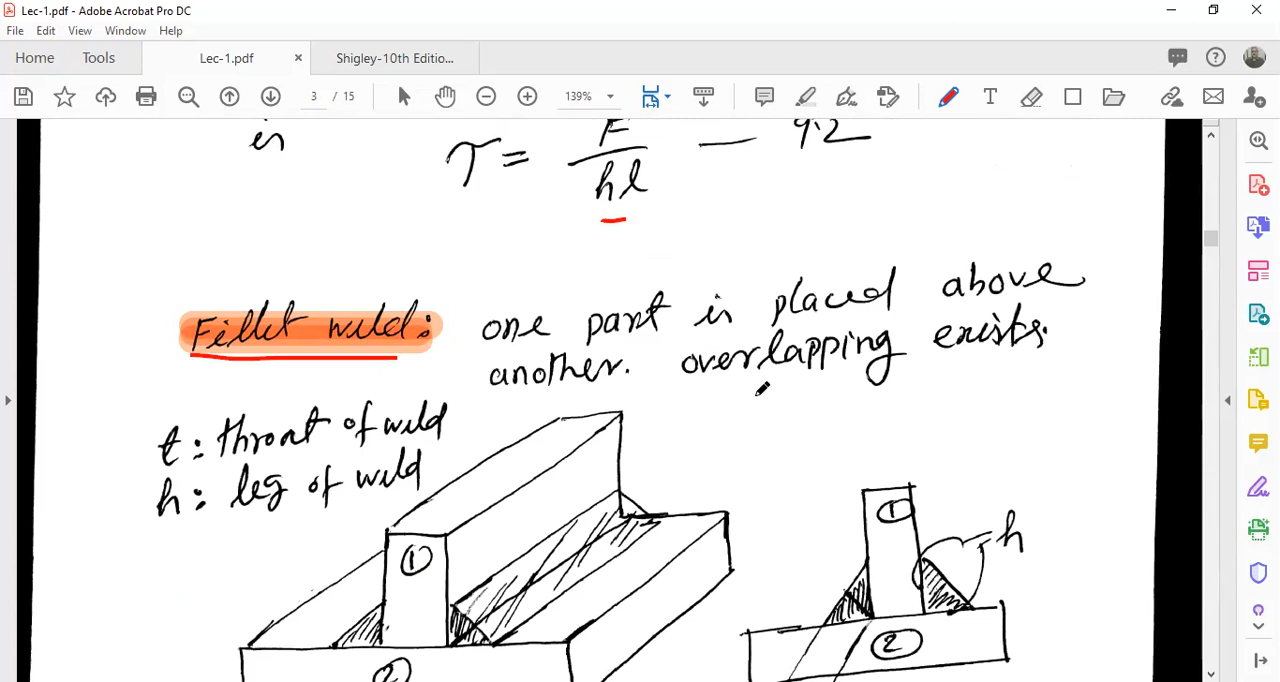 Lec-1.pdf - Adobe Acrobat Pro DC
File Edit View Window Help
Home Tools Lec-1.pdf × Shigley-10th Editio...
3 / 15 139%
is τ = F / hl — 9.2
Fillet weld: one part is placed above
another. overlapping exists.
t: throat of weld
h: leg of weld
① ① h
② ②